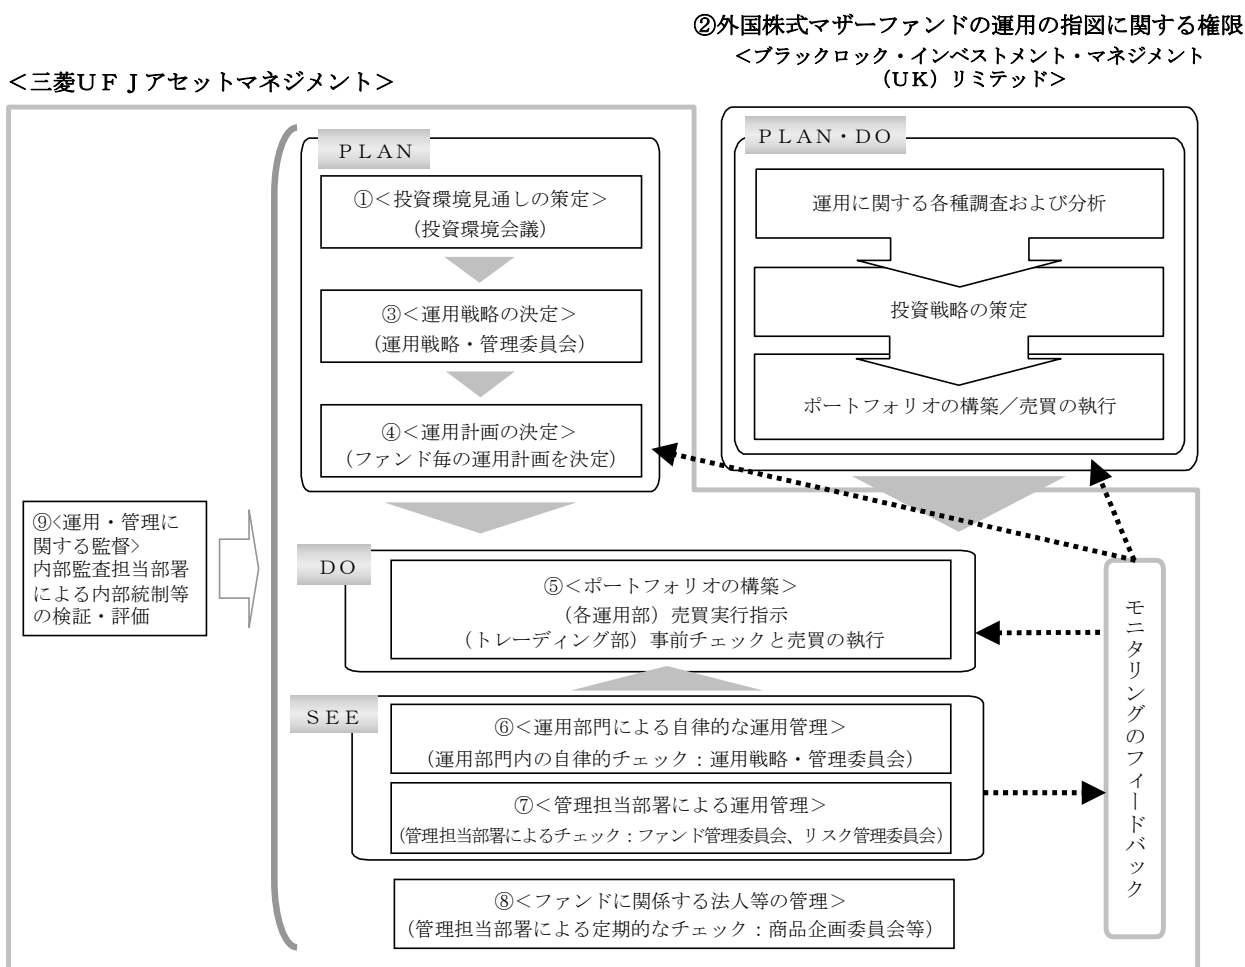 ②外国株式マザーファンドの運用の指図に関する権限
＜ブラックロック・インベストメント・マネジメント
（UK）リミテッド＞
＜三菱UＦＪアセットマネジメント＞
ＰＬＡＮ
①＜投資環境見通しの策定＞
（投資環境会議）
③＜運用戦略の決定＞
（運用戦略・管理委員会）
④＜運用計画の決定＞
（ファンド毎の運用計画を決定）
ＰＬＡＮ・ＤＯ
運用に関する各種調査および分析
投資戦略の策定
ポートフォリオの構築／売買の執行
⑨<運用・管理に
関する監督>
内部監査担当部署
による内部統制等
の検証・評価
ＤＯ
⑤＜ポートフォリオの構築＞
（各運用部）売買実行指示
（トレーディング部）事前チェックと売買の執行
ＳＥＥ
⑥＜運用部門による自律的な運用管理＞
（運用部門内の自律的チェック：運用戦略・管理委員会）
⑦＜管理担当部署による運用管理＞
（管理担当部署によるチェック：ファンド管理委員会、リスク管理委員会）
⑧＜ファンドに関係する法人等の管理＞
（管理担当部署による定期的なチェック：商品企画委員会等）
モニタリングのフィードバック